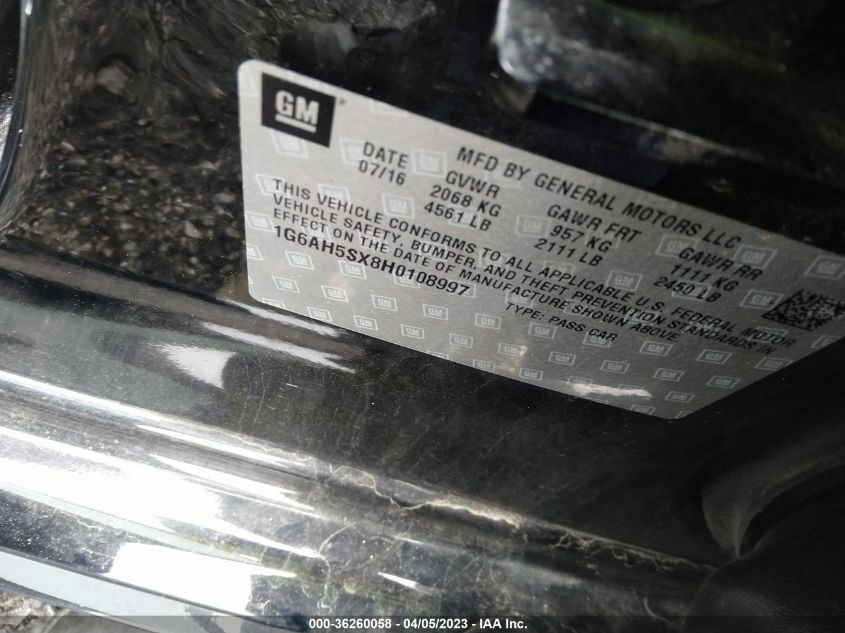 GM
®
MFD BY GENERAL MOTORS LLC
DATE GVWR GAWR FRT GAWR RR
07/16 2068 KG 957 KG 1111 KG
4561 LB 2111 LB 2450 LB
THIS VEHICLE CONFORMS TO ALL APPLICABLE U.S. FEDERAL MOTOR
VEHICLE SAFETY, BUMPER, AND THEFT PREVENTION STANDARDS IN
EFFECT ON THE DATE OF MANUFACTURE SHOWN ABOVE
1G6AH5SX8H0108997 TYPE: PASS CAR
000-36260058 - 04/05/2023 - IAA Inc.